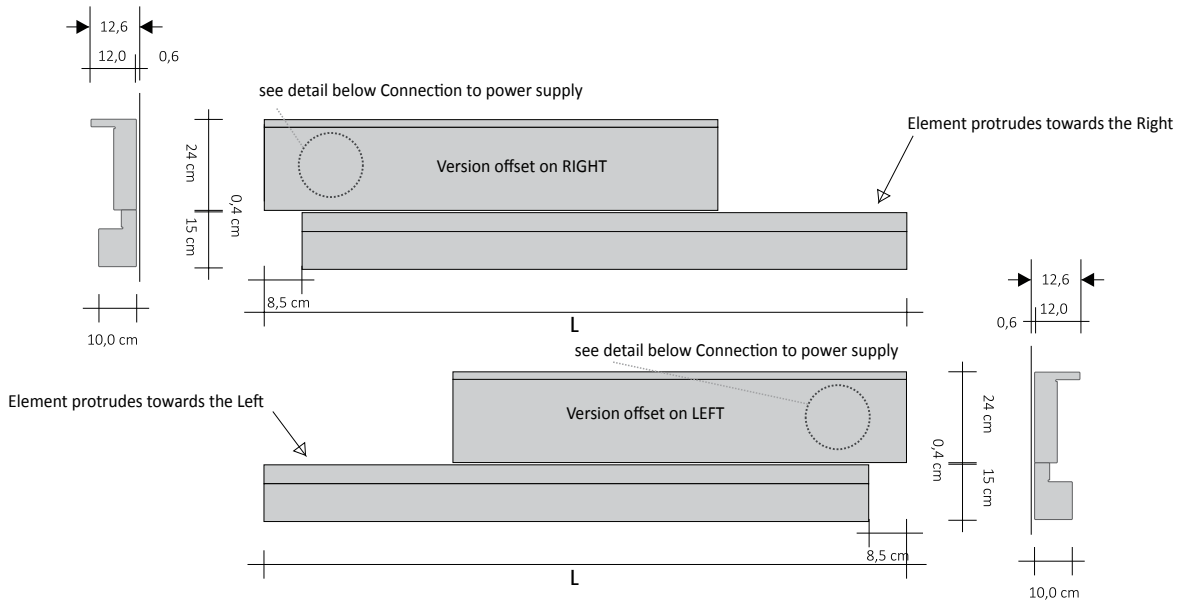 12,6
12,0
0,6
see detail below Connection to power supply
Element protrudes towards the Right
24 cm
Version offset on RIGHT
0,4 cm
15 cm
8,5 cm
10,0 cm
L
12,6
12,0
0,6
see detail below Connection to power supply
Element protrudes towards the Left
Version offset on LEFT
24 cm
0,4 cm
15 cm
8,5 cm
L
10,0 cm